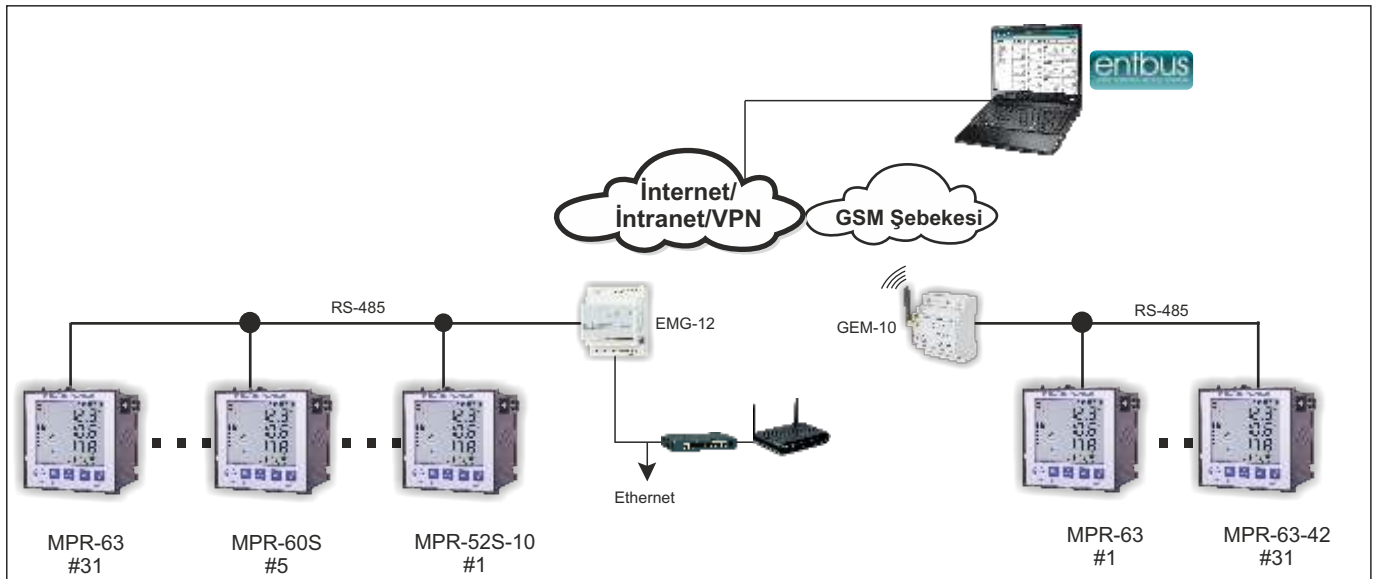 entbus
İnternet/
İntranet/VPN
GSM Şebekesi
RS-485
EMG-12
GEM-10
RS-485
Ethernet
MPR-63
#31
MPR-60S
#5
MPR-52S-10
#1
MPR-63
#1
MPR-63-42
#31